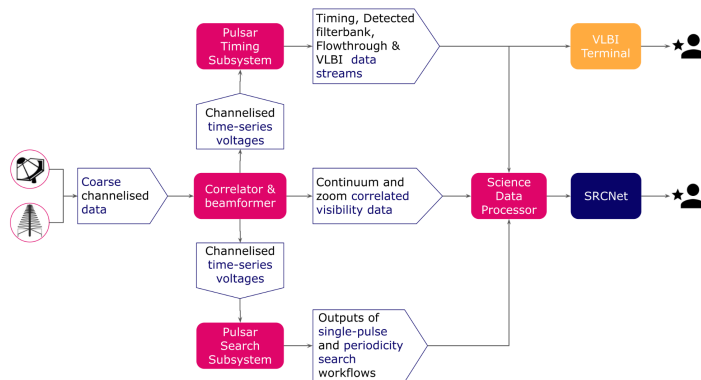 Pulsar
Timing
Subsystem
Timing, Detected
filterbank,
Flowthrough &
VLBI data
streams
VLBI
Terminal
Channelised
time-series
voltages
Coarse
channelised
data
Correlator &
beamformer
Continuum and
zoom correlated
visibility data
Science
Data
Processor
SRCNet
Channelised
time-series
voltages
Pulsar
Search
Subsystem
Outputs of
single-pulse
and periodicity
search
workflows